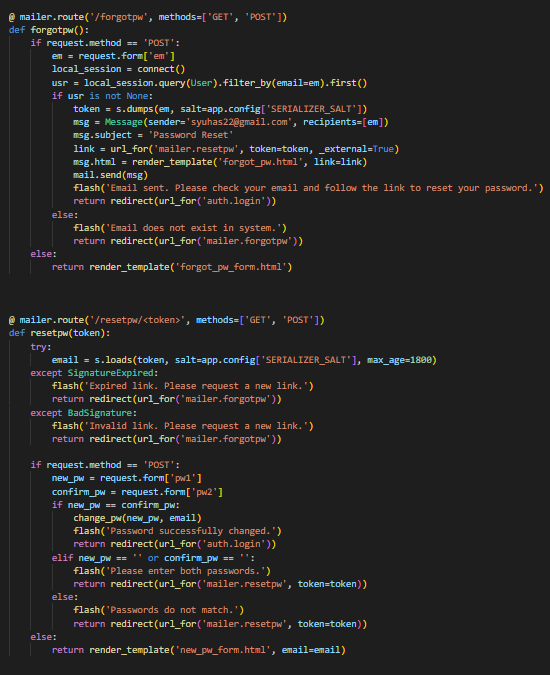 @ mailer.route('/forgotpw', methods=['GET', 'POST'])
def forgotpw():
    if request.method == 'POST':
        em = request.form['em']
        local_session = connect()
        usr = local_session.query(User).filter_by(email=em).first()
        if usr is not None:
            token = s.dumps(em, salt=app.config['SERIALIZER_SALT'])
            msg = Message(sender='syuhas22@gmail.com', recipients=[em])
            msg.subject = 'Password Reset'
            link = url_for('mailer.resetpw', token=token, _external=True)
            msg.html = render_template('forgot_pw.html', link=link)
            mail.send(msg)
            flash('Email sent. Please check your email and follow the link to reset your password.')
            return redirect(url_for('auth.login'))
        else:
            flash('Email does not exist in system.')
            return redirect(url_for('mailer.forgotpw'))
    else:
        return render_template('forgot_pw_form.html')

@ mailer.route('/resetpw/<token>', methods=['GET', 'POST'])
def resetpw(token):
    try:
        email = s.loads(token, salt=app.config['SERIALIZER_SALT'], max_age=1800)
    except SignatureExpired:
        flash('Expired link. Please request a new link.')
        return redirect(url_for('mailer.forgotpw'))
    except BadSignature:
        flash('Invalid link. Please request a new link.')
        return redirect(url_for('mailer.forgotpw'))

    if request.method == 'POST':
        new_pw = request.form['pw1']
        confirm_pw = request.form['pw2']
        if new_pw == confirm_pw:
            change_pw(new_pw, email)
            flash('Password successfully changed.')
            return redirect(url_for('auth.login'))
        elif new_pw == '' or confirm_pw == '':
            flash('Please enter both passwords.')
            return redirect(url_for('mailer.resetpw', token=token))
        else:
            flash('Passwords do not match.')
            return redirect(url_for('mailer.resetpw', token=token))
    else:
        return render_template('new_pw_form.html', email=email)